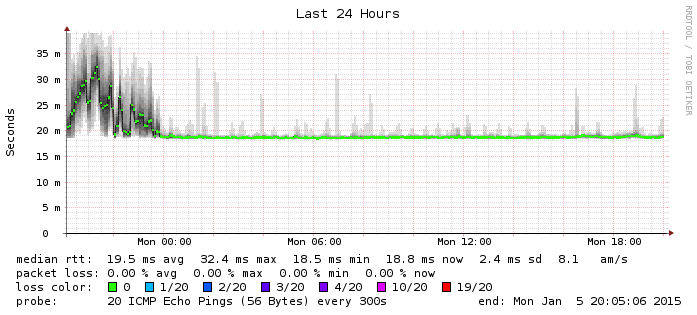 Last 24 Hours
RRDTOOL / TOBI OETIKER
Seconds
35 m
30 m
25 m
20 m
15 m
10 m
5 m
0
Mon 00:00 Mon 06:00 Mon 12:00 Mon 18:00
median rtt: 19.5 ms avg 32.4 ms max 18.5 ms min 18.8 ms now 2.4 ms sd 8.1 am/s
packet loss: 0.00 % avg 0.00 % max 0.00 % min 0.00 % now
loss color: 0 1/20 2/20 3/20 4/20 10/20 19/20
probe: 20 ICMP Echo Pings (56 Bytes) every 300s end: Mon Jan 5 20:05:06 2015